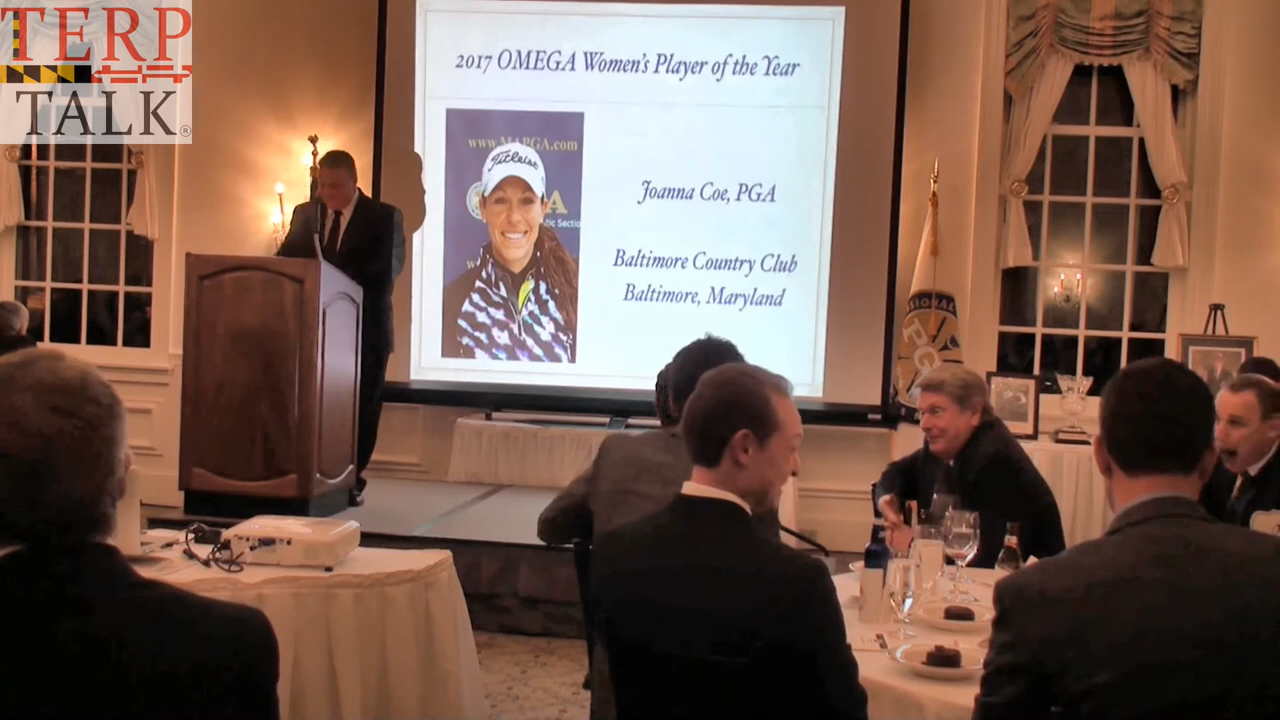 TERP
TALK®
2017 OMEGA Women's Player of the Year
www.MAPGA.com
Titleist
Joanna Coe, PGA
Baltimore Country Club
Baltimore, Maryland
PGA